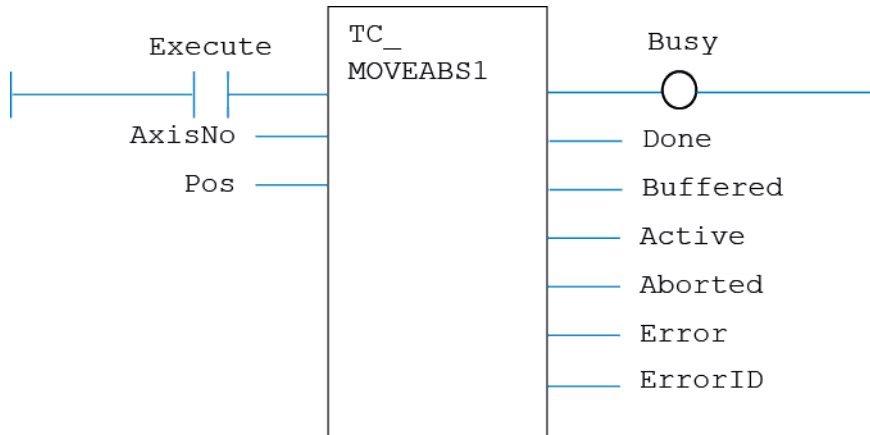 Execute
TC_
MOVEABS1
Busy
AxisNo
Done
Pos
Buffered
Active
Aborted
Error
ErrorID